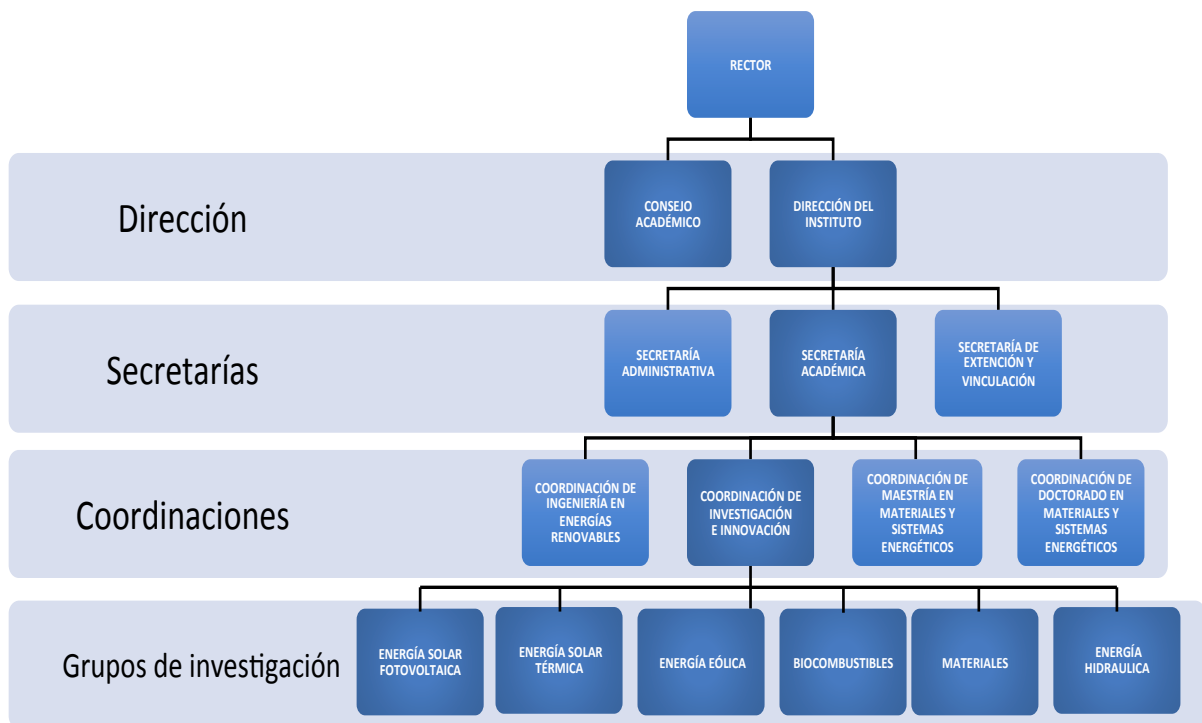 RECTOR
Dirección
CONSEJO
ACADÉMICO
DIRECCIÓN DEL
INSTITUTO
Secretarías
SECRETARÍA
ADMINISTRATIVA
SECRETARÍA
ACADÉMICA
SECRETARÍA DE
EXTENCIÓN Y
VINCULACIÓN
Coordinaciones
COORDINACIÓN DE
INGENIERÍA EN
ENERGÍAS
RENOVABLES
COORDINACIÓN DE
INVESTIGACIÓN
E INNOVACIÓN
COORDINACIÓN DE
MAESTRÍA EN
MATERIALES Y
SISTEMAS
ENERGÉTICOS
COORDINACIÓN DE
DOCTORADO EN
MATERIALES Y
SISTEMAS
ENERGÉTICOS
Grupos de investigación
ENERGÍA SOLAR
FOTOVOLTAICA
ENERGÍA SOLAR
TÉRMICA
ENERGÍA EÓLICA
BIOCOMBUSTIBLES
MATERIALES
ENERGÍA
HIDRAULICA